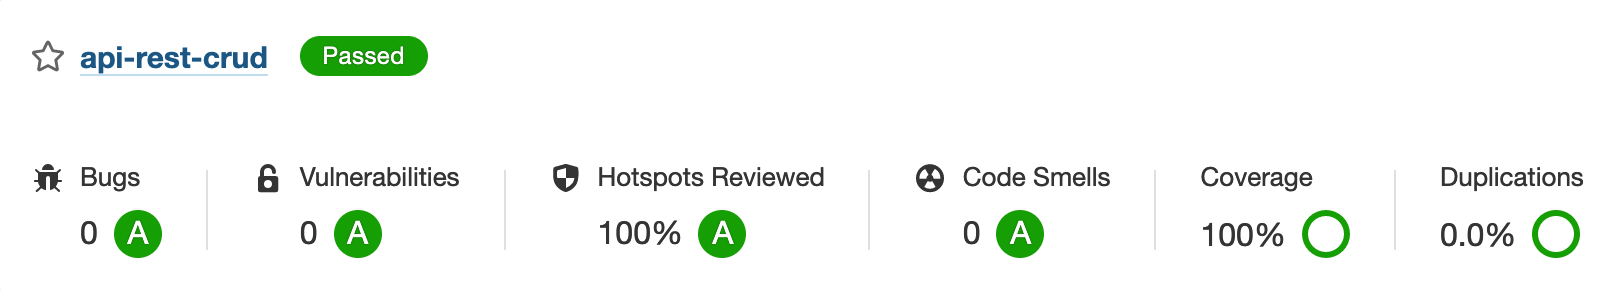 api-rest-crud Passed
Bugs Vulnerabilities Hotspots Reviewed Code Smells Coverage Duplications
0 A 0 A 100% A 0 A 100% 0.0%